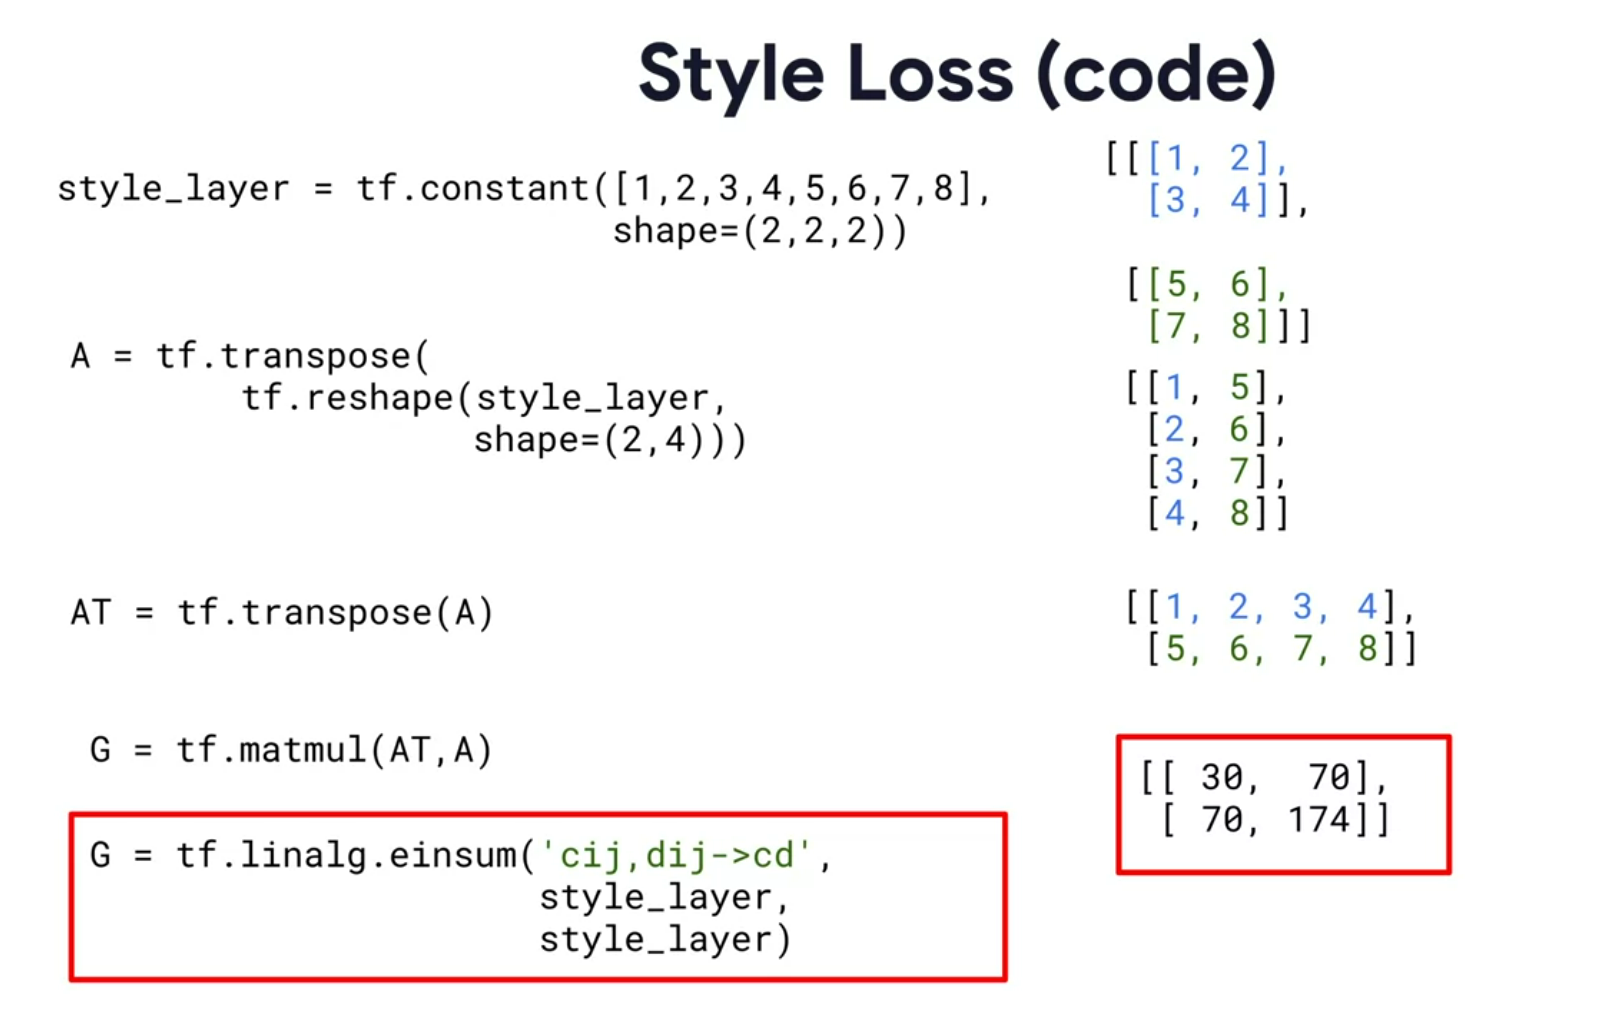 Style Loss (code)
style_layer = tf.constant([1,2,3,4,5,6,7,8],
shape=(2,2,2))
[[[1, 2],
[3, 4]],
[[5, 6],
[7, 8]]]
A = tf.transpose(
tf.reshape(style_layer,
shape=(2,4)))
[[1, 5],
[2, 6],
[3, 7],
[4, 8]]
AT = tf.transpose(A)
[[1, 2, 3, 4],
[5, 6, 7, 8]]
G = tf.matmul(AT,A)
G = tf.linalg.einsum('cij,dij->cd',
style_layer,
style_layer)
[[ 30, 70],
[ 70, 174]]